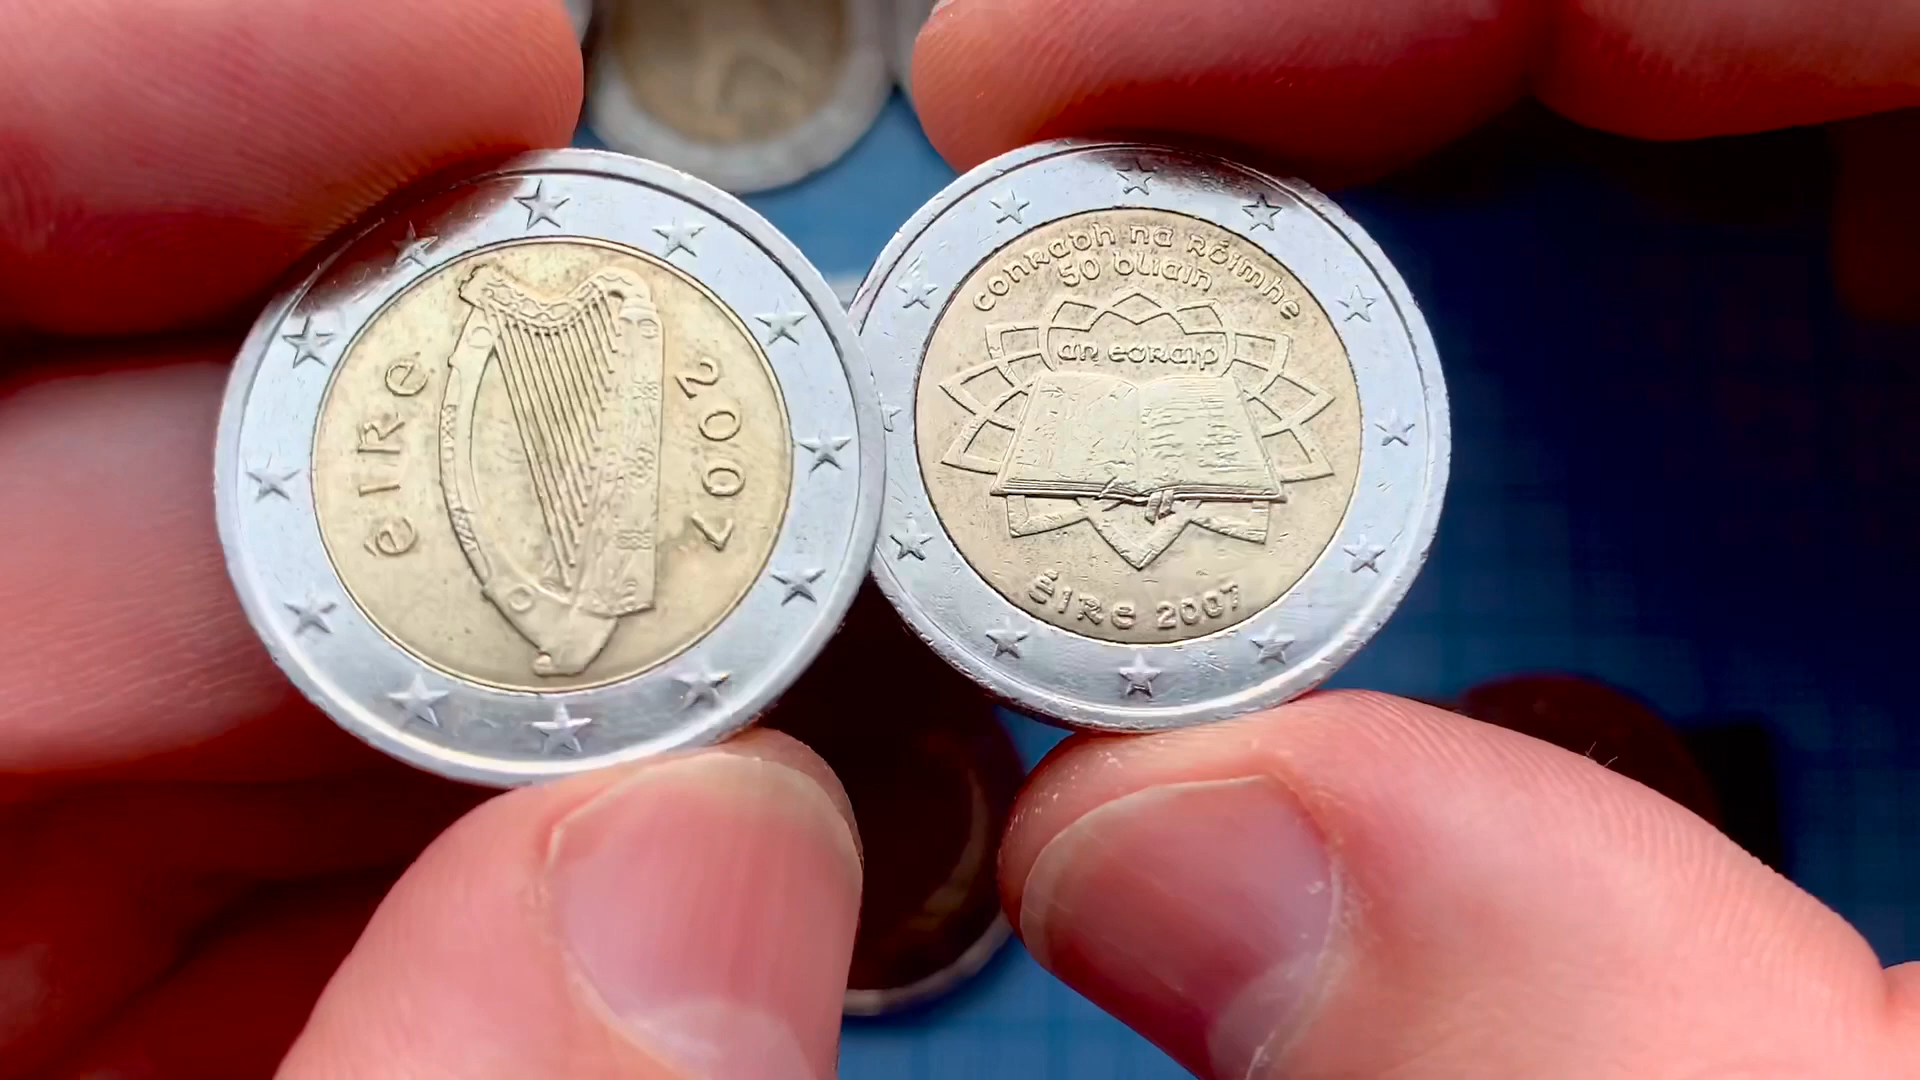 éire
2007
conradh na Róimhe
50 bliain
an eoraip
éire 2007